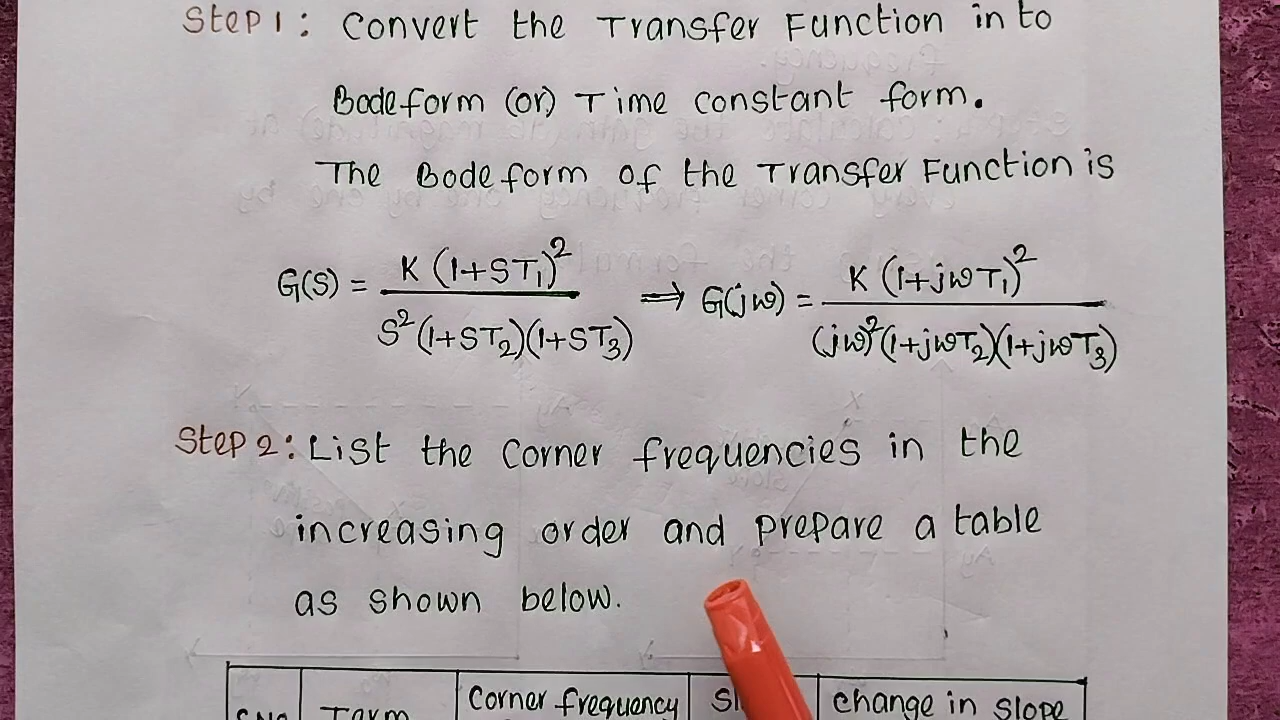 Step 1: Convert the Transfer Function in to
Bodeform (or) Time constant form.
The Bodeform of the Transfer Function is
G(S) = K (1+ST₁)² / S²(1+ST₂)(1+ST₃) ⟹ G(jω) = K (1+jωT₁)² / (jω)²(1+jωT₂)(1+jωT₃)
Step 2: List the corner frequencies in the
increasing order and prepare a table
as shown below.
Term Corner frequency change in slope